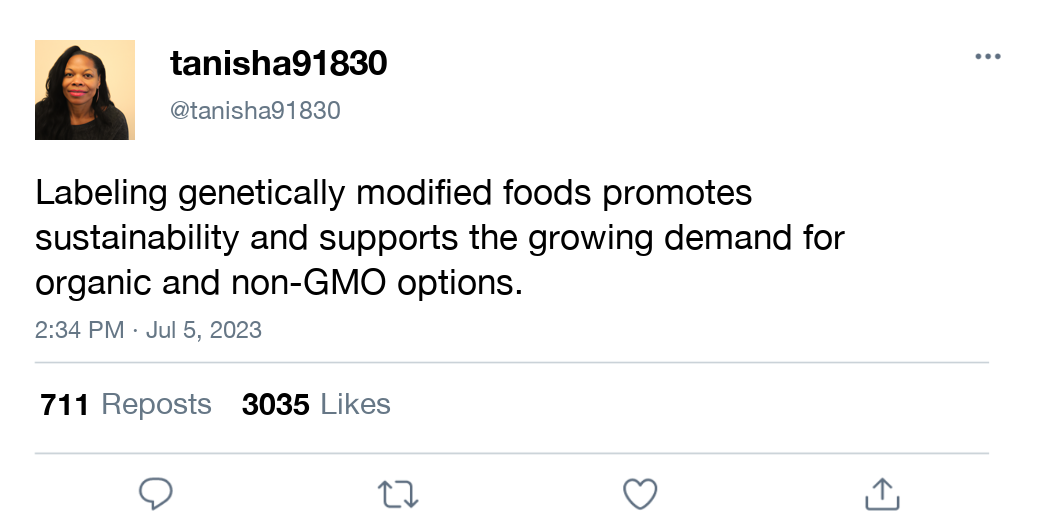 tanisha91830
@tanisha91830
Labeling genetically modified foods promotes
sustainability and supports the growing demand for
organic and non-GMO options.
2:34 PM · Jul 5, 2023
711 Reposts 3035 Likes